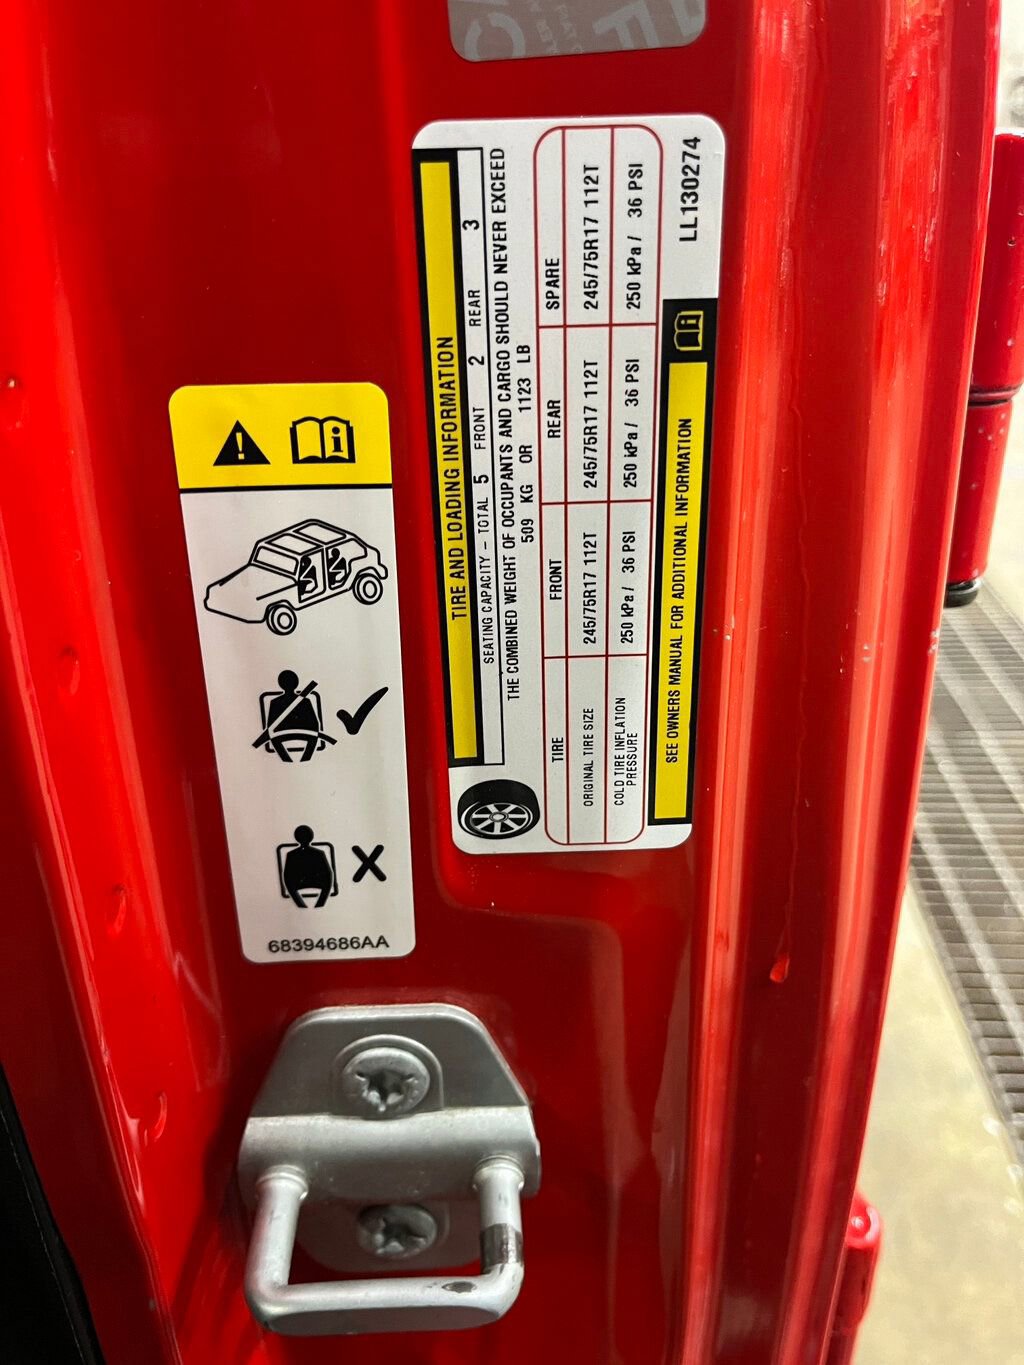 TIRE AND LOADING INFORMATION
SEATING CAPACITY - TOTAL 5 FRONT 2 REAR 3
THE COMBINED WEIGHT OF OCCUPANTS AND CARGO SHOULD NEVER EXCEED
509 KG OR 1123 LB
TIRE FRONT REAR SPARE
ORIGINAL TIRE SIZE 245/75R17 112T 245/75R17 112T 245/75R17 112T
COLD TIRE INFLATION PRESSURE 250 kPa / 36 PSI 250 kPa / 36 PSI 250 kPa / 36 PSI
SEE OWNERS MANUAL FOR ADDITIONAL INFORMATION
LL130274
68394686AA